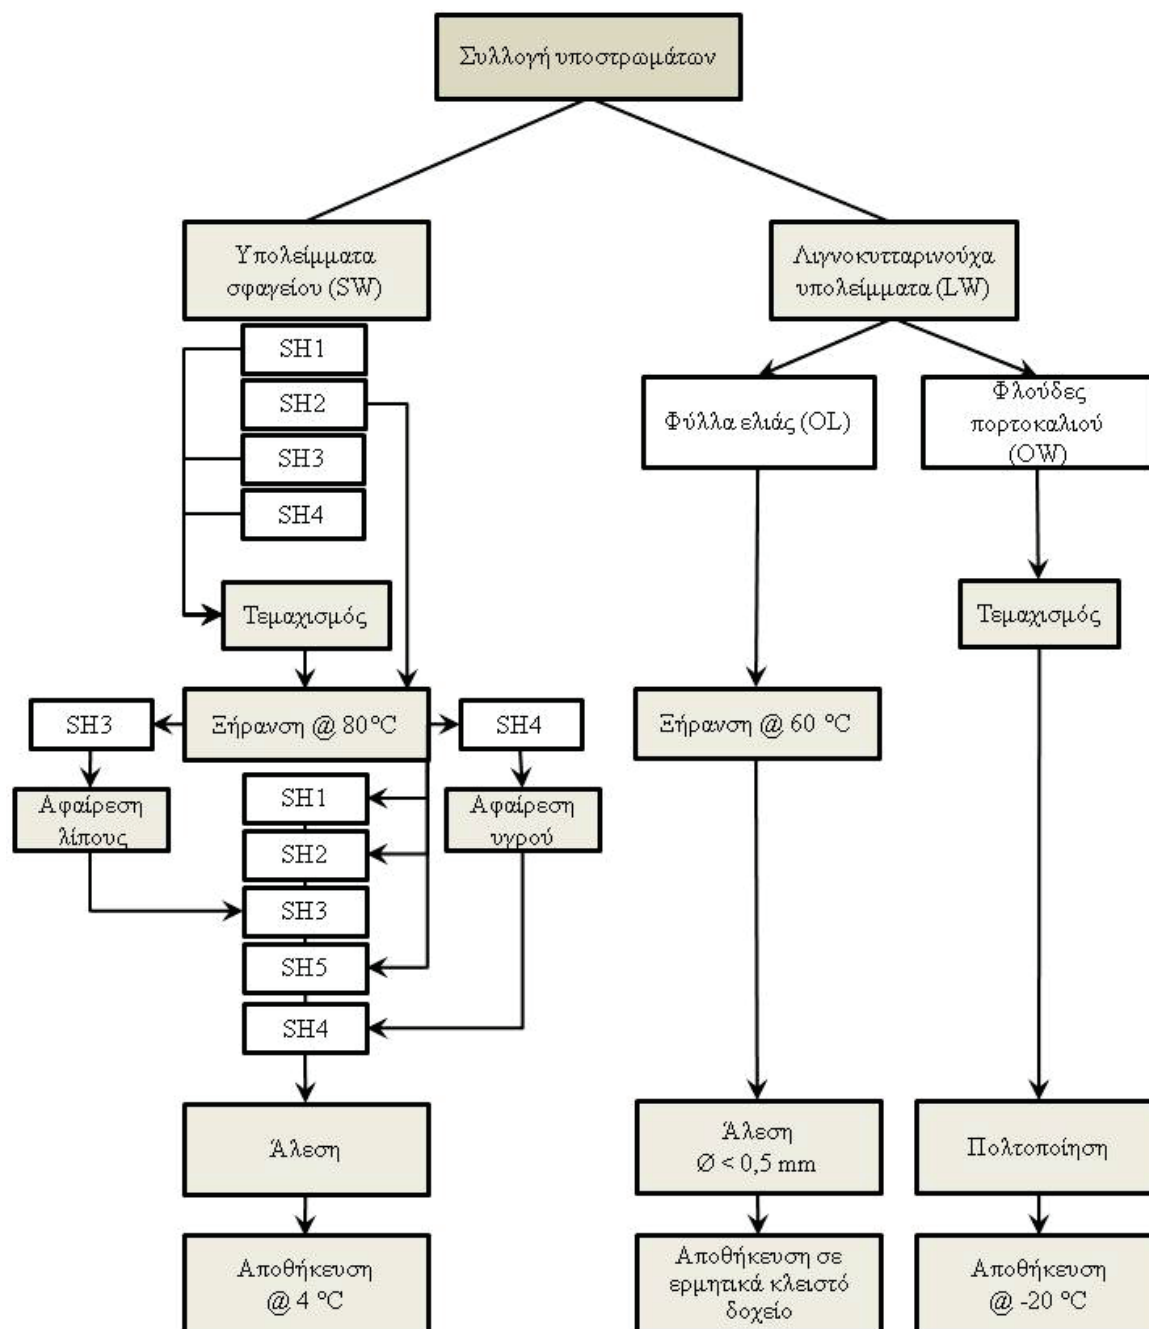 Συλλογή υποστρωμάτων
Υπολείμματα
σφαγείου (SW)
Λιγνοκυτταρινούχα
υπολείμματα (LW)
SH1
SH2
SH3
SH4
Φύλλα ελιάς (OL)
Φλούδες
πορτοκαλιού
(OW)
Τεμαχισμός
Τεμαχισμός
SH3
Ξήρανση @ 80°C
SH4
Ξήρανση @ 60 °C
Αφαίρεση
λίπους
SH1
SH2
SH3
SH5
SH4
Αφαίρεση
υγρού
Άλεση
Άλεση
Ø < 0,5 mm
Πολτοποίηση
Αποθήκευση
@ 4 °C
Αποθήκευση σε
ερμητικά κλειστό
δοχείο
Αποθήκευση
@ -20 °C